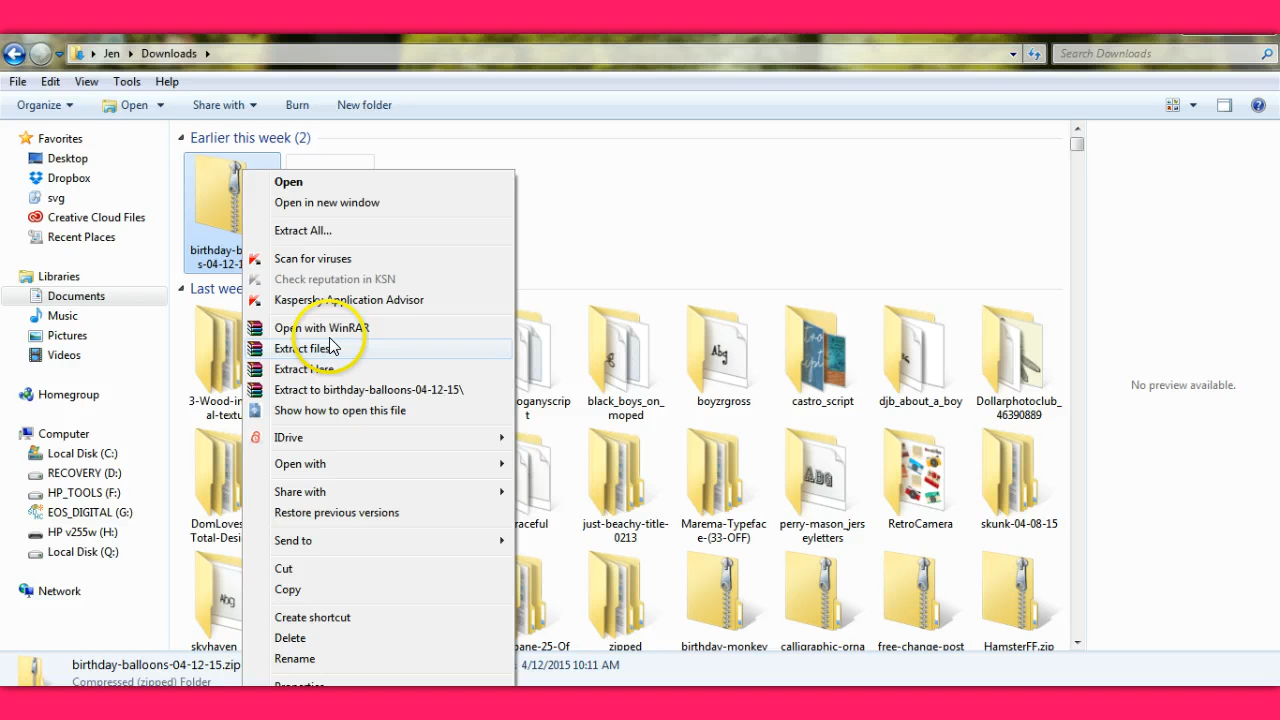 Jen
Downloads
Search Downloads
File
Edit
View
Tools
Help
Organize
Open
Share with
Burn
New folder
Favorites
Desktop
Dropbox
svg
Creative Cloud Files
Recent Places
Libraries
Documents
Music
Pictures
Videos
Homegroup
Computer
Local Disk (C:)
RECOVERY (D:)
HP_TOOLS (F:)
EOS_DIGITAL (G:)
HP v255w (H:)
Local Disk (Q:)
Network
Earlier this week (2)
birthday-b
s-04-12-1
Last wee
Open
Open in new window
Extract All...
Scan for viruses
Check reputation in KSN
Kaspersky Application Advisor
Open with WinRAR
Extract files
Extract Here
Extract to birthday-balloons-04-12-15\
Show how to open this file
IDrive
Open with
Share with
Restore previous versions
Send to
Cut
Copy
Create shortcut
Delete
Rename
Properties
3-Wood-in
al-textu
oganyscrip
t
black_boys_on_
moped
boyzrgross
castro_script
djb_about_a_boy
Dollarphotoclub_
46390889
DomLoves
Total-Desi
raceful
just-beachy-title-
0213
Marema-Typefac
e-(33-OFF)
perry-mason_jers
eyletters
RetroCamera
skunk-04-08-15
skyhaven
bane-25-Of
zipped
birthday-monkey
calligraphic-orna
free-change-post
HamsterFF.zip
Abg
Abg
Abg
Abg
No preview available.
birthday-balloons-04-12-15.zip
4/12/2015 10:11 AM
Compressed (zipped) Folder